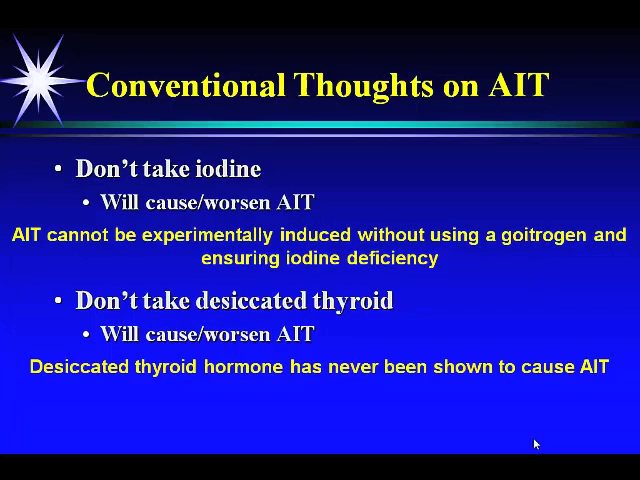 Conventional Thoughts on AIT
• Don't take iodine
• Will cause/worsen AIT
AIT cannot be experimentally induced without using a goitrogen and
ensuring iodine deficiency
• Don't take desiccated thyroid
• Will cause/worsen AIT
Desiccated thyroid hormone has never been shown to cause AIT